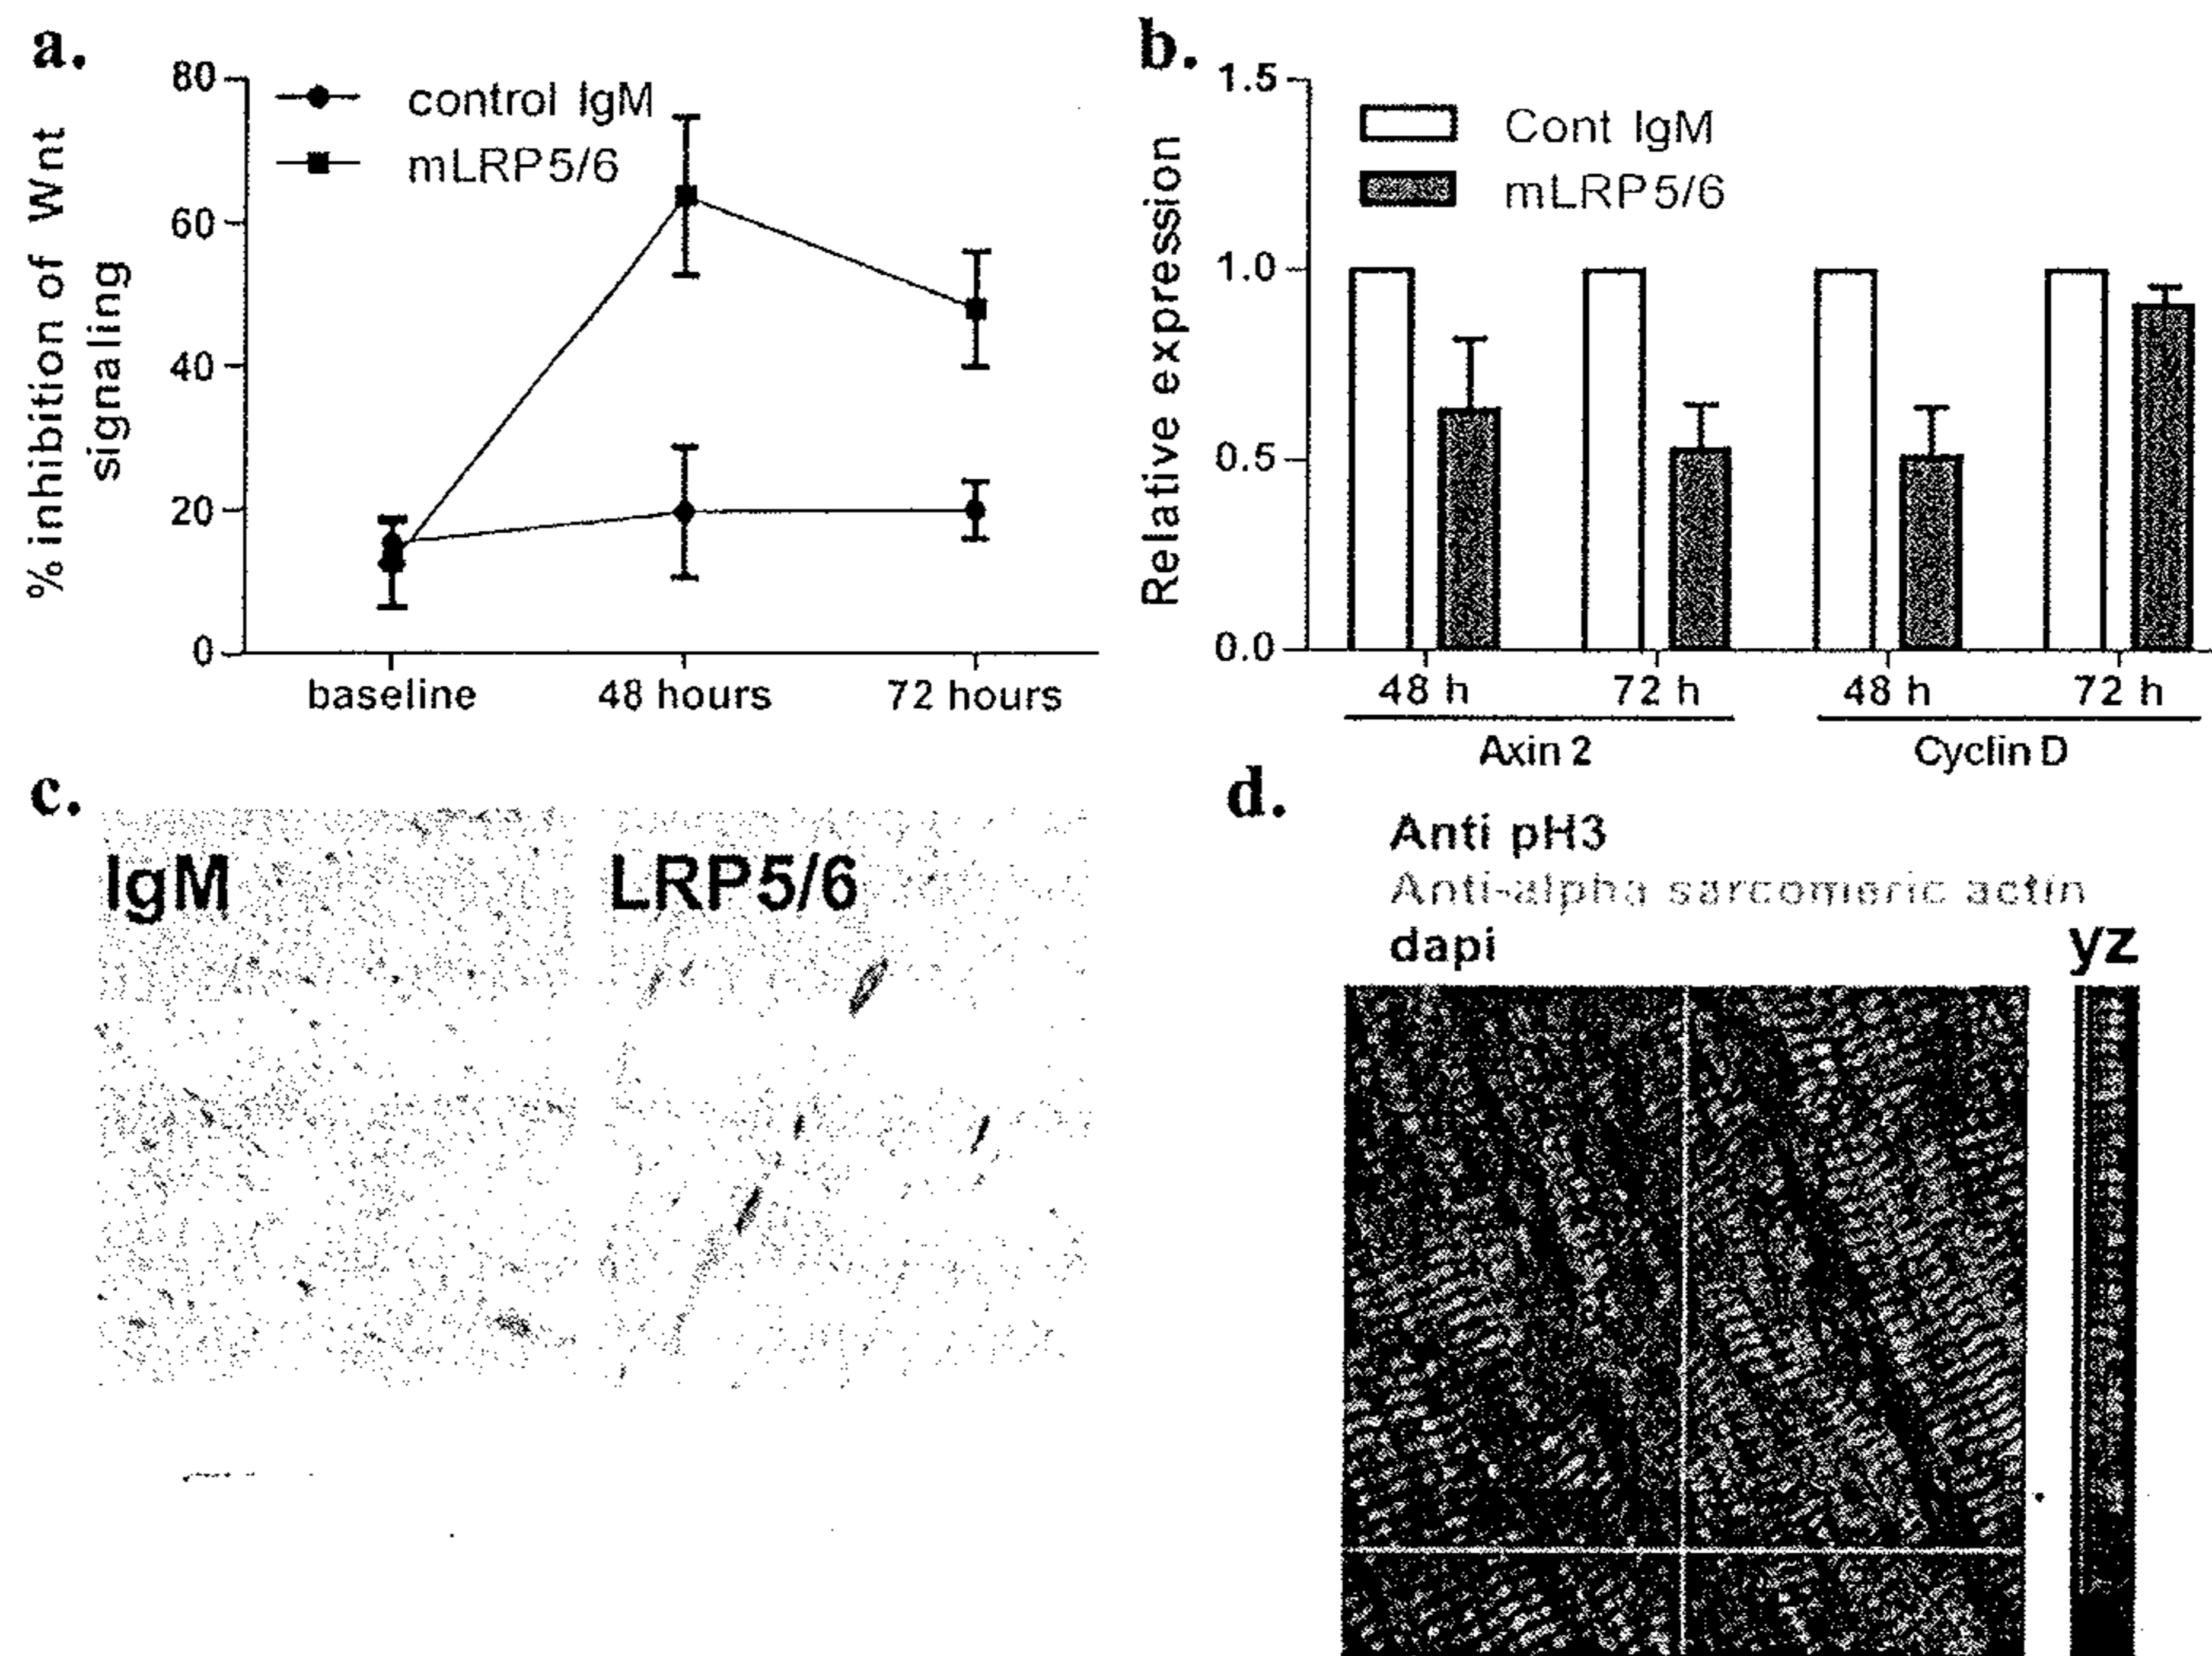 a.
80
60
40
20
0
% inhibition of Wnt
signaling
control IgM
mLRP5/6
baseline
48 hours
72 hours
b.
1.5
1.0
0.5
0.0
Relative expression
Cont IgM
mLRP5/6
48 h
72 h
48 h
72 h
Axin 2
Cyclin D
c.
IgM
LRP5/6
d.
Anti pH3
Anti-alpha sarcomeric actin
dapi
yz